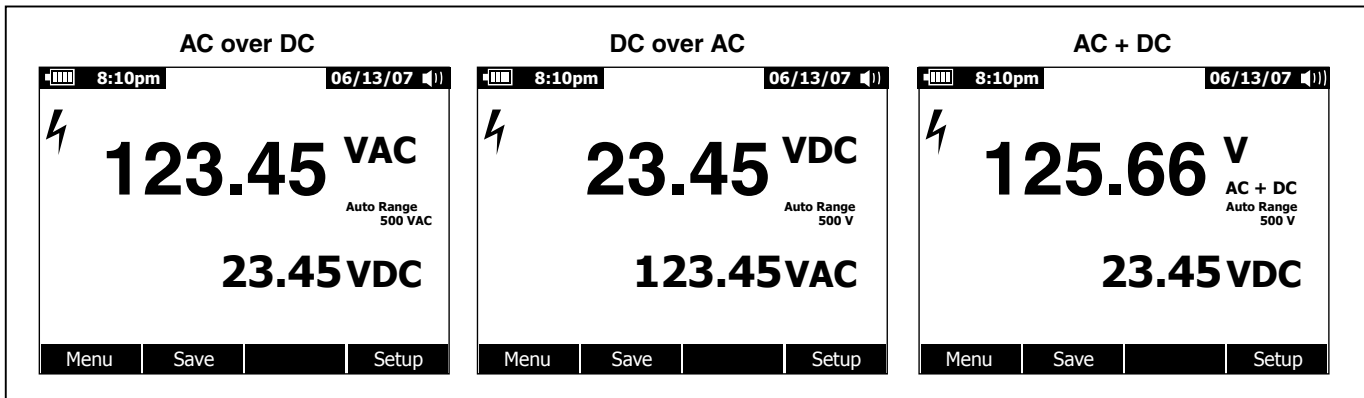 AC over DC
8:10pm 06/13/07
123.45 VAC
Auto Range
500 VAC
23.45 VDC
Menu Save Setup
DC over AC
8:10pm 06/13/07
23.45 VDC
Auto Range
500 V
123.45 VAC
Menu Save Setup
AC + DC
8:10pm 06/13/07
125.66 V
AC + DC
Auto Range
500 V
23.45 VDC
Menu Save Setup